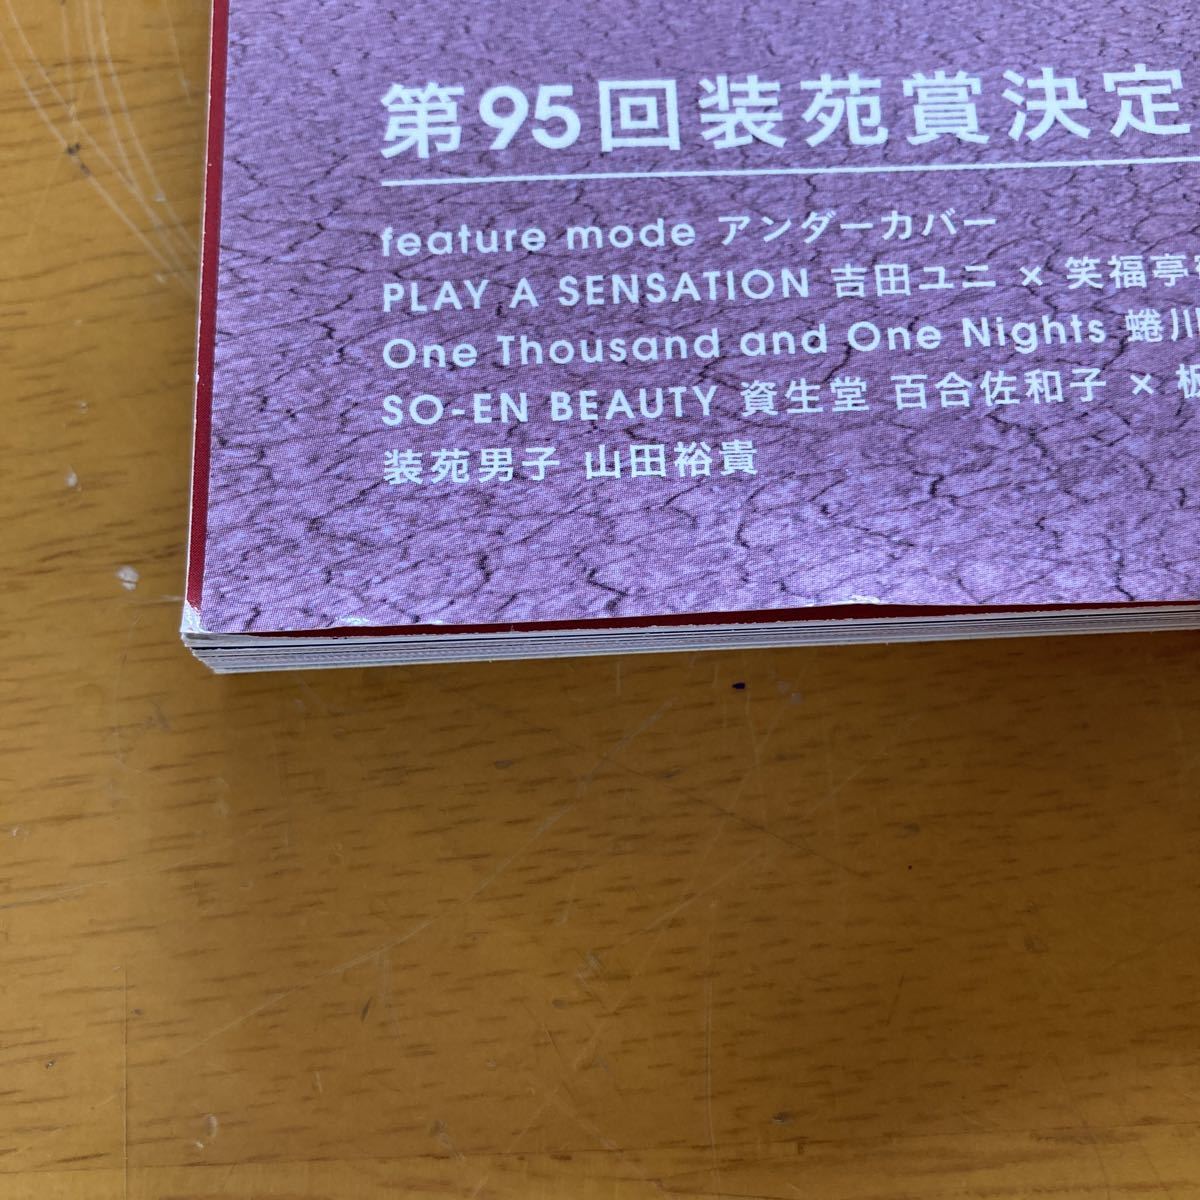 第95回装苑賞決定
feature mode アンダーカバー
PLAY A SENSATION 吉田ユニ × 笑福亭
One Thousand and One Nights 蜷川
SO-EN BEAUTY 資生堂 百合佐和子 ×
装苑男子 山田裕貴